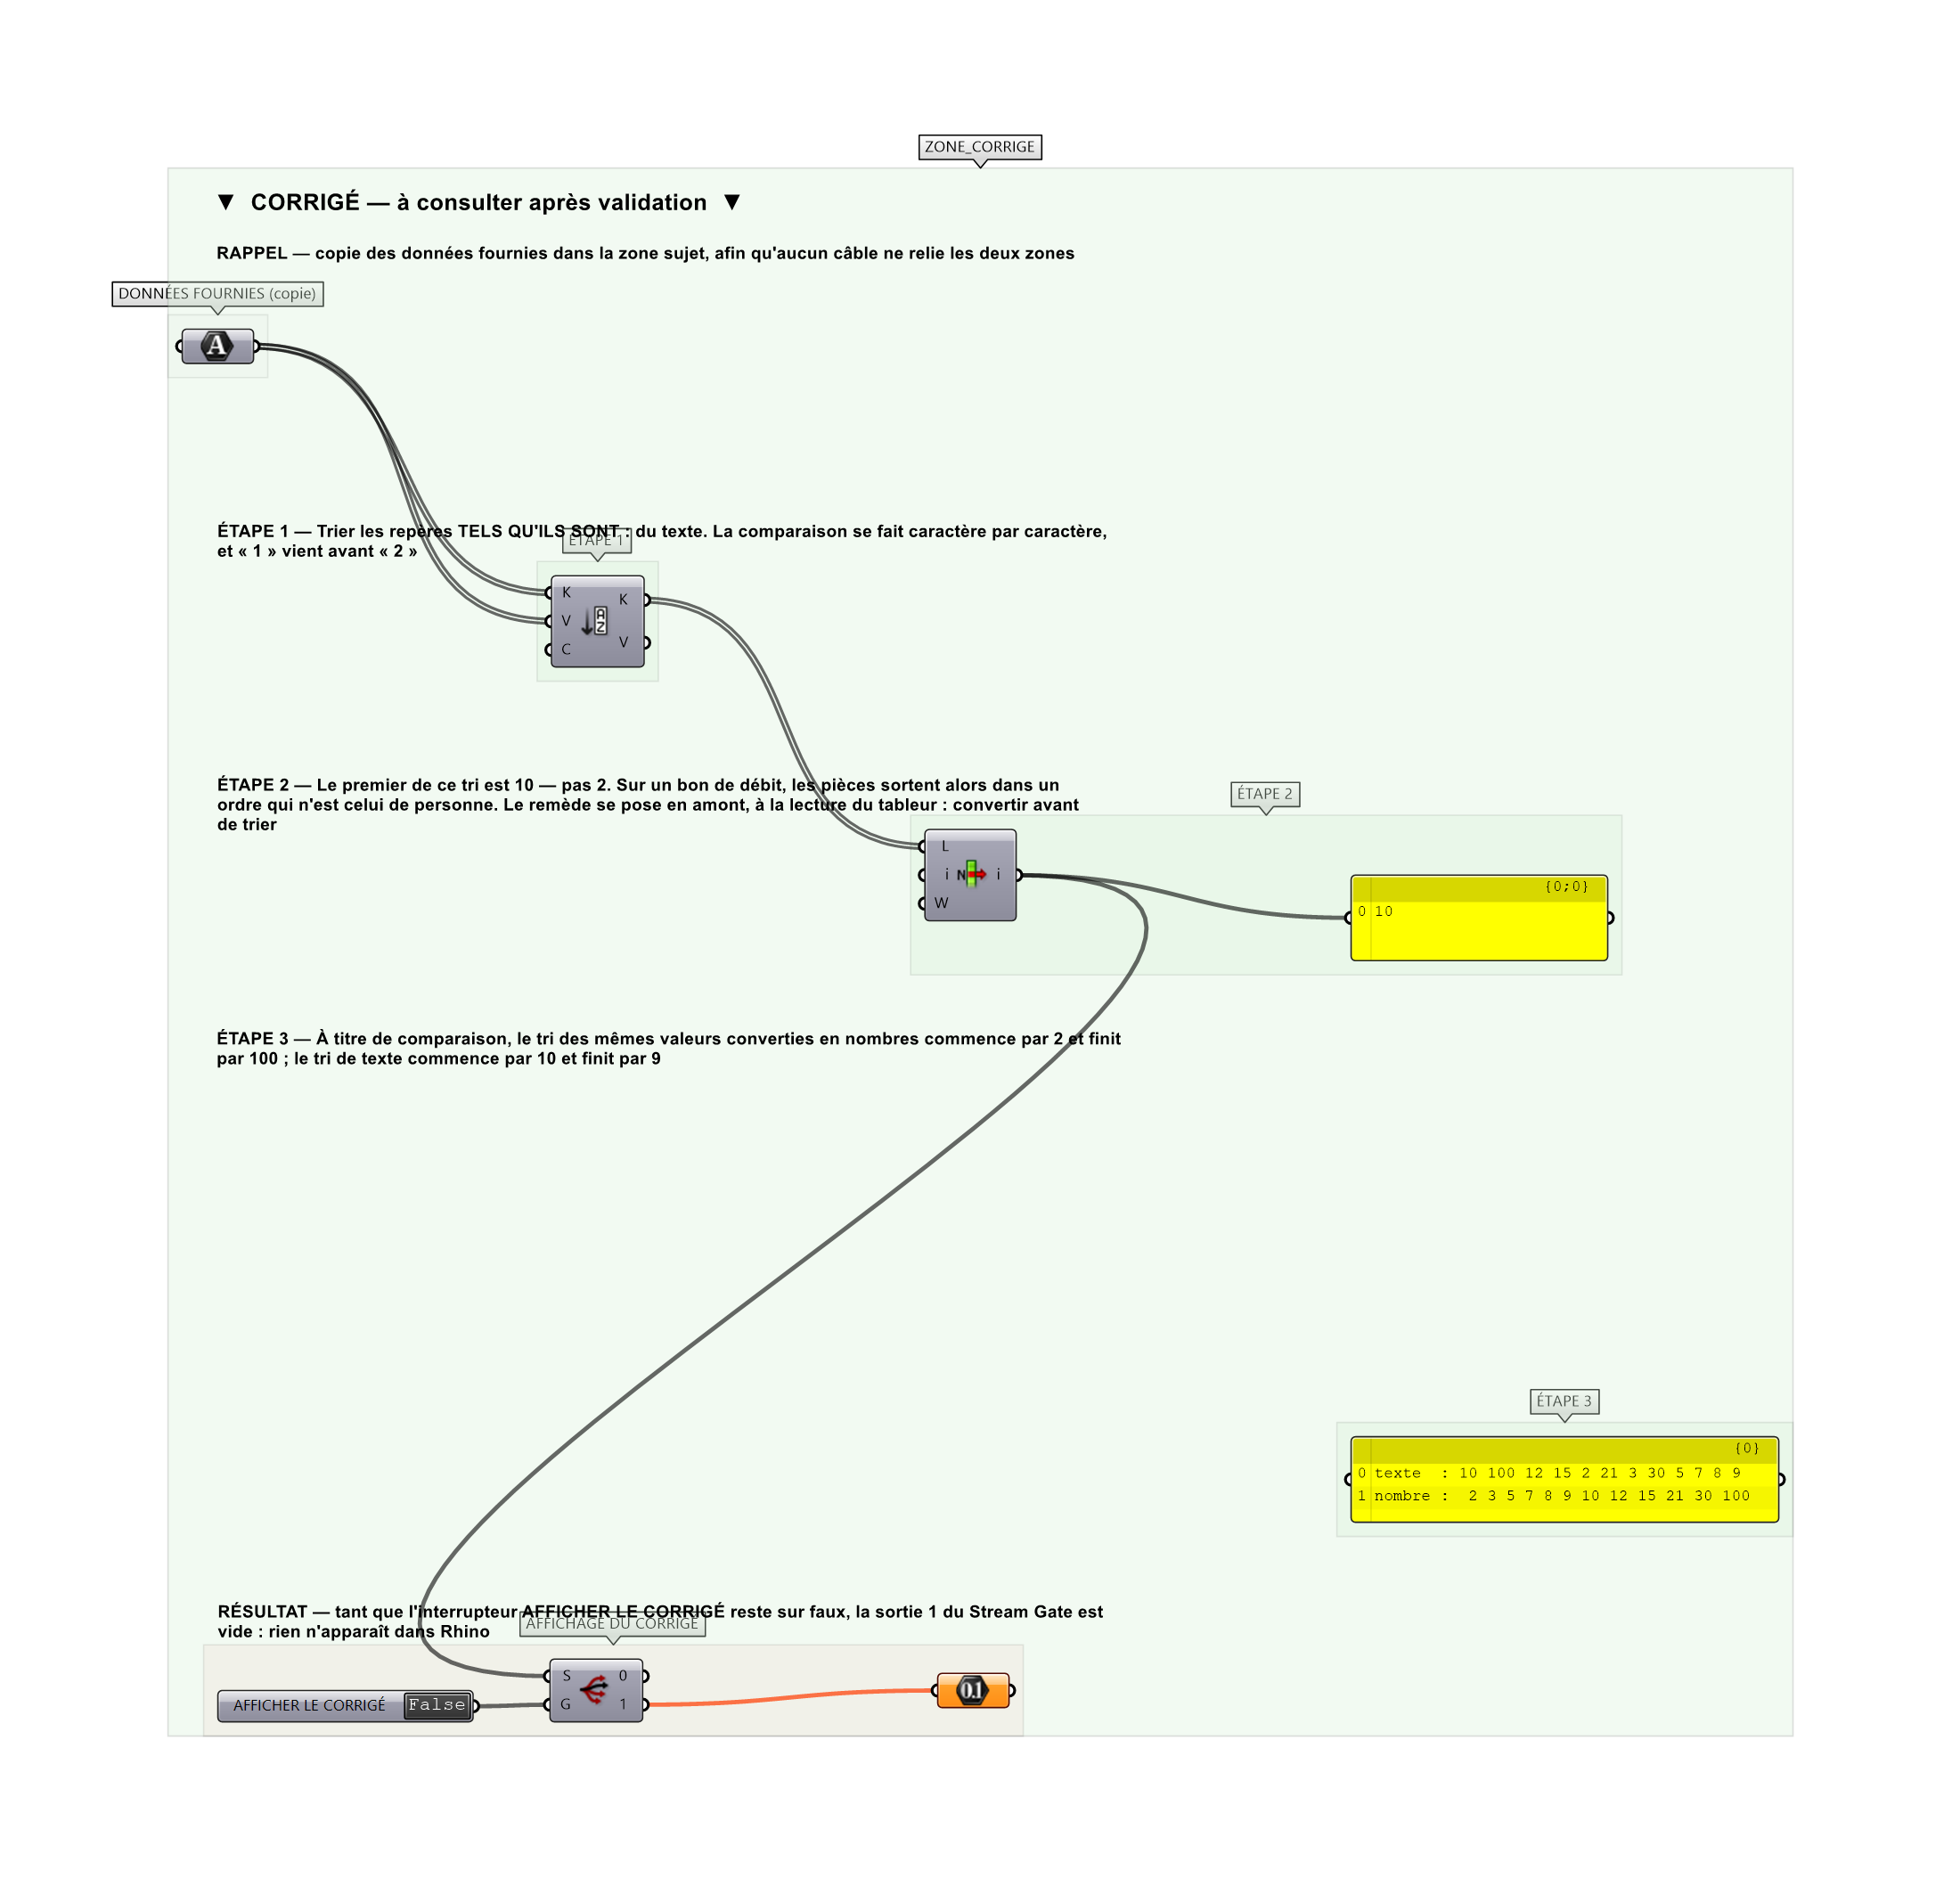 ZONE_CORRIGE
▼ CORRIGÉ — à consulter après validation ▼
RAPPEL — copie des données fournies dans la zone sujet, afin qu'aucun câble ne relie les deux zones
DONNÉES FOURNIES (copie)
A
ÉTAPE 1 — Trier les repères TELS QU'ILS SONT : du texte. La comparaison se fait caractère par caractère,
et « 1 » vient avant « 2 »
ÉTAPE 1
K
V
C
A
Z
K
V
ÉTAPE 2 — Le premier de ce tri est 10 — pas 2. Sur un bon de débit, les pièces sortent alors dans un
ordre qui n'est celui de personne. Le remède se pose en amont, à la lecture du tableur : convertir avant
de trier
ÉTAPE 2
L
i N i
W
{0;0}
0 10
ÉTAPE 3 — À titre de comparaison, le tri des mêmes valeurs converties en nombres commence par 2 et finit
par 100 ; le tri de texte commence par 10 et finit par 9
ÉTAPE 3
{0}
0 texte : 10 100 12 15 2 21 3 30 5 7 8 9
1 nombre : 2 3 5 7 8 9 10 12 15 21 30 100
RÉSULTAT — tant que l'interrupteur AFFICHER LE CORRIGÉ reste sur faux, la sortie 1 du Stream Gate est
vide : rien n'apparaît dans Rhino
AFFICHAGE DU CORRIGÉ
S 0
G 1
AFFICHER LE CORRIGÉ False
0.1